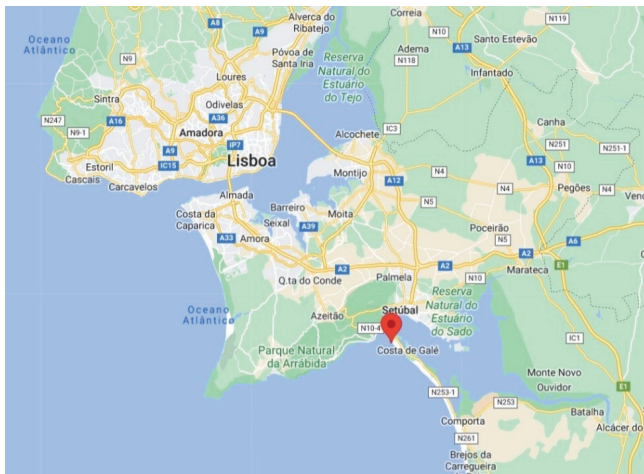 Oceano
Atlântico
A8
A9
Alverca do
Ribatejo
Correia
N10
N119
Santo Estevão
Adema
A13
N118
Infantado
N9
Póvoa de
Santa Iria
Reserva
Natural do
Estuário
do Tejo
Loures
Sintra
Odivelas
N247
A16
A36
N9-1
Amadora
IC3
Canha
Alcochete
N251
N251-1
A9
IP7
Lisboa
Estoril
IC15
A13
N10
Cascais
Carcavelos
Montijo
A12
N4
N4
Pegões
N4
Almada
N5
Ven
Costa da
Caparica
Barreiro
Seixal
Moita
Poceirão
A33
Amora
A39
N5
A2
A6
Q.ta do Conde
A2
Palmela
A2
Marateca
E1
N10
Oceano
Atlântico
Azeitão
Setúbal
Reserva
Natural do
Estuário
do Sado
N10-4
Costa de Galé
IC1
Parque Natural
da Arrábida
Monte Novo
Ouvidor
E1
N253-1
N253
Batalha
Comporta
Alcácer do
N261
Brejos da
Carregueira